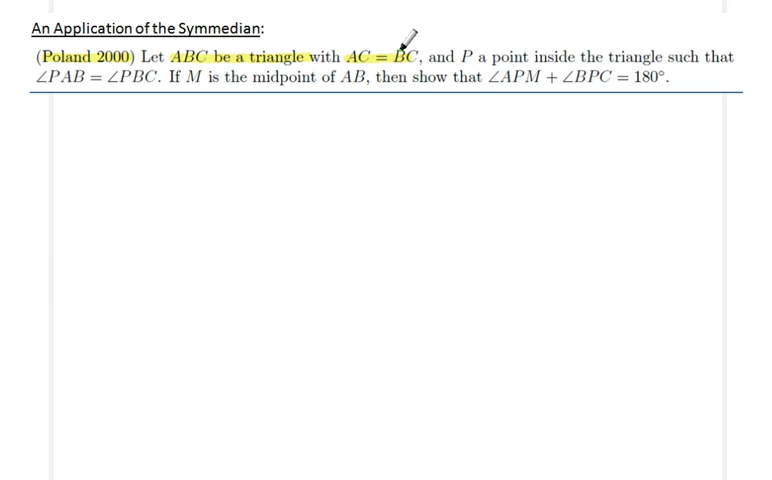 An Application of the Symmedian:
(Poland 2000) Let ABC be a triangle with AC = BC, and P a point inside the triangle such that
∠PAB = ∠PBC. If M is the midpoint of AB, then show that ∠APM + ∠BPC = 180°.